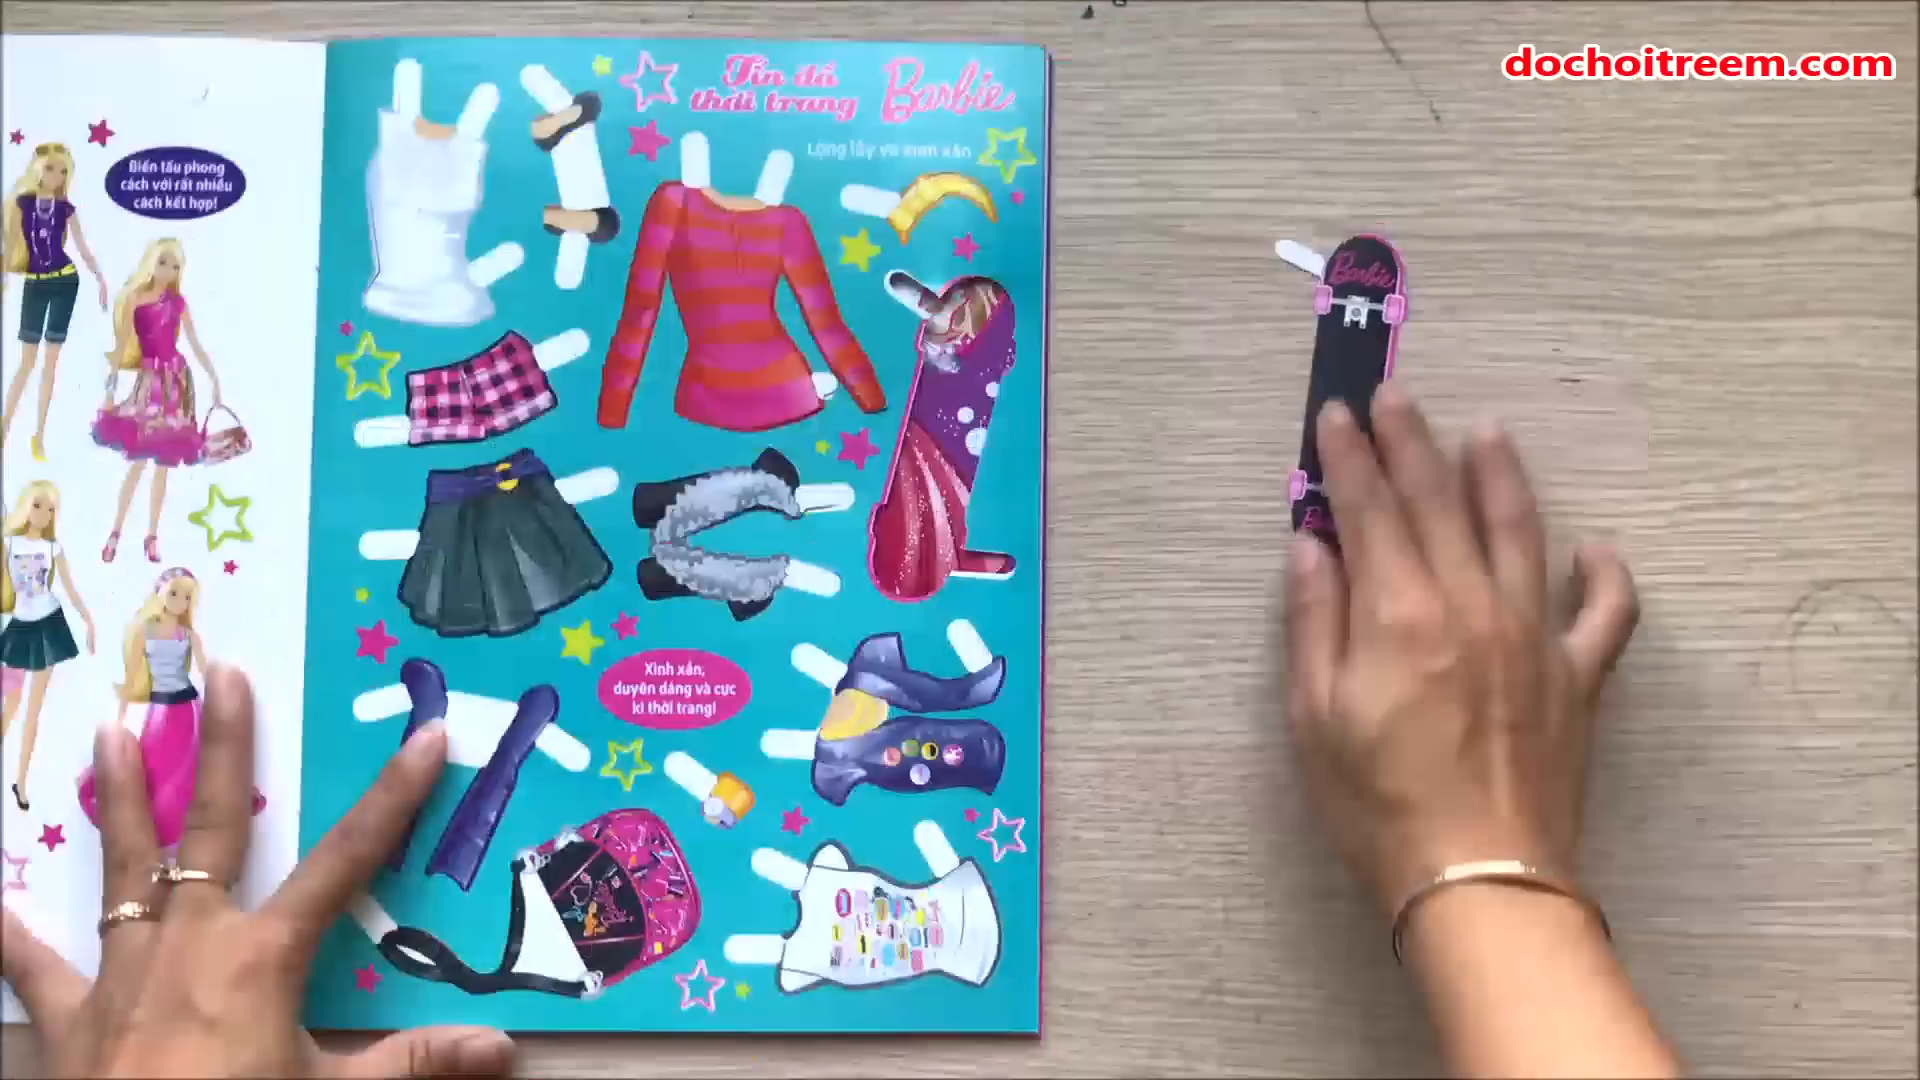 dochoitreem.com
Tín đồ
thời trang
Barbie
Lộng lẫy và xinh xắn
Biến tấu phong
cách với rất nhiều
cách kết hợp!
Barbie
Xinh xắn,
duyên dáng và cực
kì thời trang!